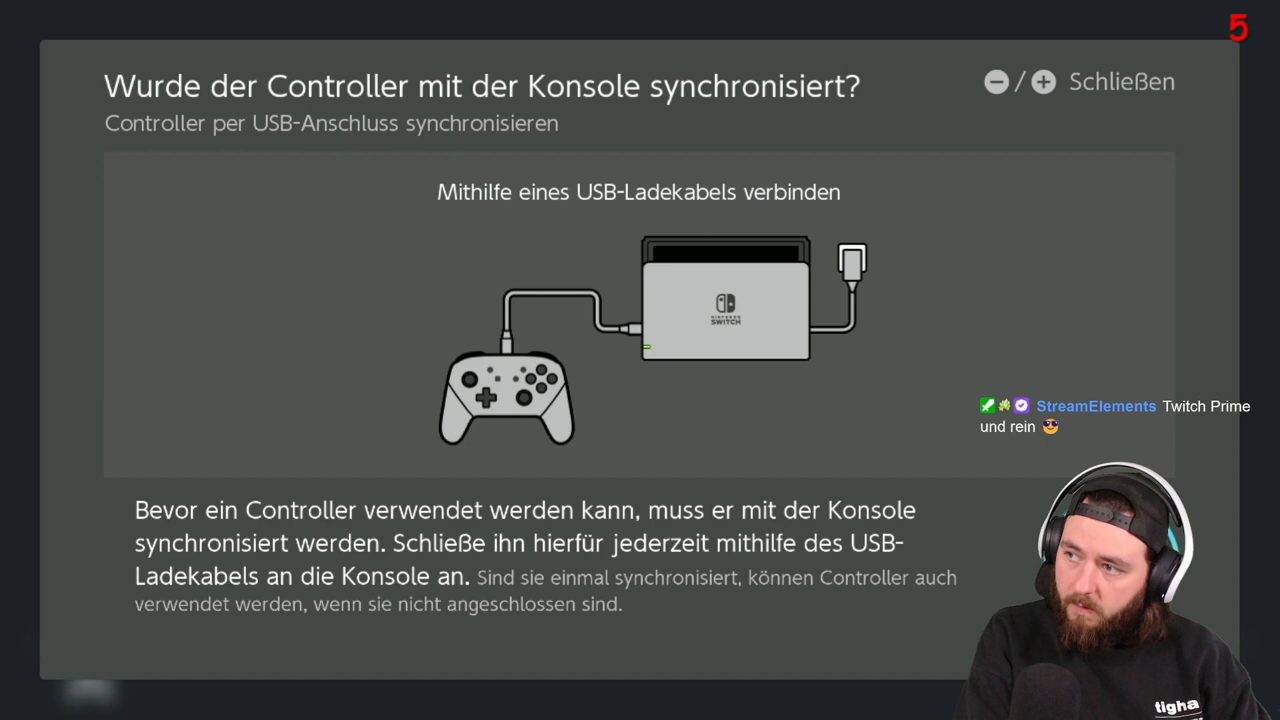 5
Wurde der Controller mit der Konsole synchronisiert?
− / + Schließen
Controller per USB-Anschluss synchronisieren
Mithilfe eines USB-Ladekabels verbinden
NINTENDO
SWITCH
StreamElements Twitch Prime
und rein 😎
Bevor ein Controller verwendet werden kann, muss er mit der Konsole
synchronisiert werden. Schließe ihn hierfür jederzeit mithilfe des USB-
Ladekabels an die Konsole an. Sind sie einmal synchronisiert, können Controller auch
verwendet werden, wenn sie nicht angeschlossen sind.
tigha